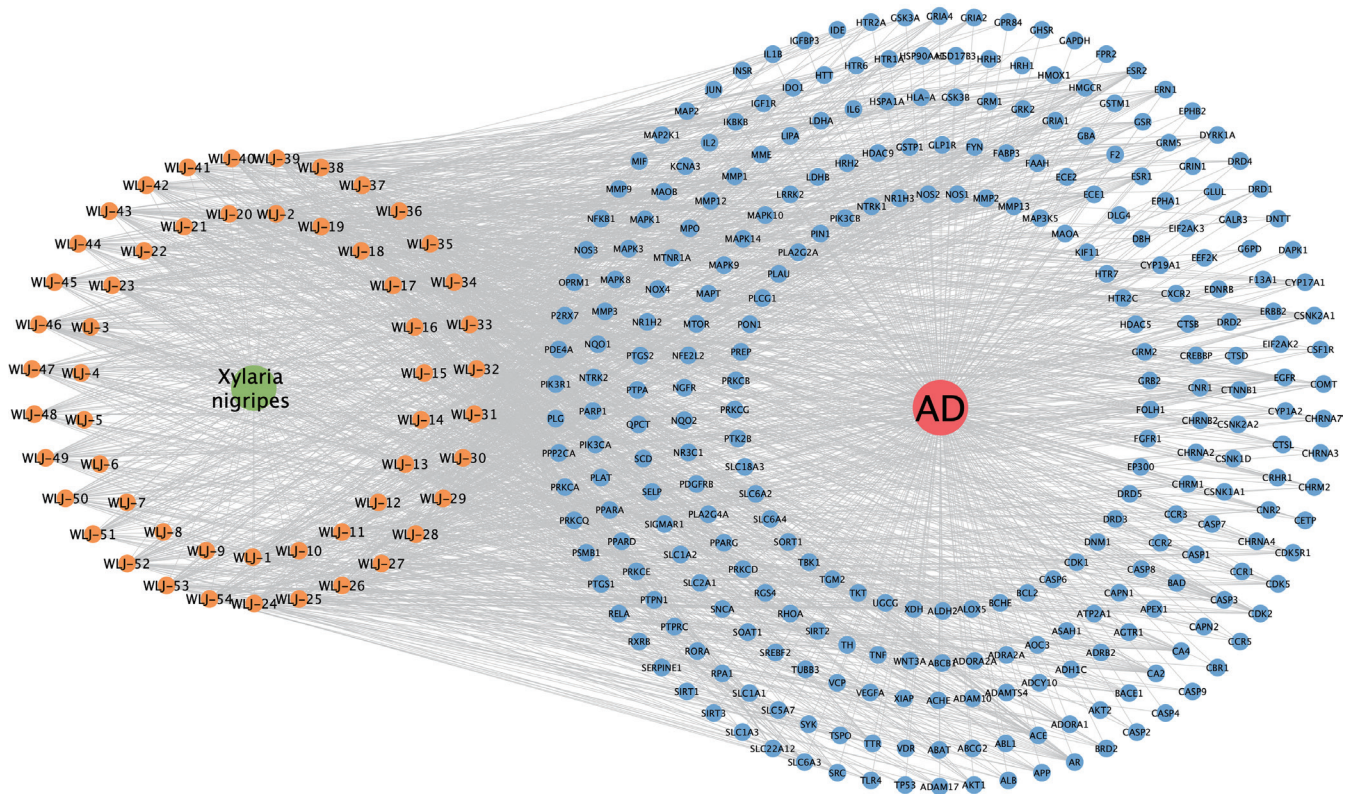 WLJ-40
WLJ-39
WLJ-41
WLJ-38
WLJ-42
WLJ-37
WLJ-43
WLJ-20
WLJ-2
WLJ-36
WLJ-21
WLJ-19
WLJ-44
WLJ-22
WLJ-18
WLJ-35
WLJ-45
WLJ-23
WLJ-17
WLJ-34
WLJ-46
WLJ-3
WLJ-16
WLJ-33
WLJ-47
WLJ-4
WLJ-15
WLJ-32
Xylaria
nigripes
WLJ-48
WLJ-5
WLJ-14
WLJ-31
WLJ-49
WLJ-6
WLJ-13
WLJ-30
WLJ-50
WLJ-7
WLJ-12
WLJ-29
WLJ-51
WLJ-8
WLJ-11
WLJ-28
WLJ-52
WLJ-9
WLJ-1
WLJ-10
WLJ-27
WLJ-53
WLJ-54
WLJ-24
WLJ-25
WLJ-26
AD
GRIA4
GRIA2
GPR84
GHSR
GAPDH
FPR2
ESR2
ERN1
EPHB2
DYRK1A
DRD4
DRD1
DNTT
DAPK1
CYP17A1
CSNK2A1
CSF1R
COMT
CHRNA7
CHRNA3
CHRM2
CETP
CDK5R1
CDK5
CDK2
CCR5
CBR1
CASP9
CASP4
CASP2
BRD2
AR
APP
ALB
AKT1
ADAM17
TP53
TLR4
SRC
SLC6A3
SLC22A12
SLC1A3
SIRT3
SIRT1
SERPINE1
RXRB
RELA
PTGS1
PSMB1
PRKCQ
PRKCA
PPP2CA
PLG
PIK3R1
PDE4A
P2RX7
OPRM1
NOS3
NFKB1
MMP9
MIF
MAP2K1
MAP2
JUN
INSR
IL1B
IGFBP3
IDE
HTR2A
GSK3A
HSP90AA1
HSD17B3
HRH3
HRH1
HMOX1
HMGCR
GSTM1
GSR
GRM5
GRIN1
GLUL
GALR3
G6PD
F13A1
ERBB2
EIF2AK2
EGFR
CYP1A2
CTSL
CRHR1
CNR2
CHRNA4
CCR1
CASP3
CAPN2
CA4
CA2
BACE1
AKT2
ADORA1
ACE
ABL1
ABCG2
ABAT
VDR
TTR
TSPO
SYK
SLC5A7
SLC1A1
RPA1
RORA
PTPRC
PTPN1
PRKCE
PPARD
PPARA
PLAT
PIK3CA
PARP1
NTRK2
NQO1
MMP3
MAPK8
MAPK3
MAPK1
MAOB
KCNA3
IL2
IKBKB
IGF1R
IDO1
HTT
HTR6
HTR1A
HLA-A
GSK3B
GRM1
GRK2
GRIA1
GBA
F2
ESR1
EPHA1
EIF2AK3
EEF2K
EDNRB
DRD2
CTSD
CTNNB1
CSNK2A2
CSNK1D
CSNK1A1
CASP7
CASP1
BAD
APEX1
AGTR1
ADRB2
ADH1C
ADCY10
ADAMTS4
ADAM10
ACHE
XIAP
VEGFA
VCP
TUBB3
SREBF2
SOAT1
SNCA
SLC2A1
SLC1A2
SIGMAR1
SELP
SCD
QPCT
PTPA
PTGS2
NR1H2
NOX4
MTNR1A
MPO
MMP12
MMP1
MME
LIPA
LDHA
IL6
HSPA1A
GLP1R
FYN
FABP3
FAAH
ECE2
ECE1
DLG4
DBH
CYP19A1
CXCR2
CTSB
CREBBP
CNR1
CHRNB2
CHRNA2
CHRM1
CCR3
CCR2
CASP8
CAPN1
ATP2A1
ASAH1
AOC3
ADRA2A
ADORA2A
ABCB1
WNT3A
TNF
TH
SIRT2
RHOA
RGS4
PRKCD
PPARG
PLA2G4A
PDGFRB
NR3C1
NQO2
NGFR
NFE2L2
MTOR
MAPT
MAPK9
MAPK14
MAPK10
LRRK2
LDHB
HRH2
HDAC9
GSTP1
NOS2
NOS1
MMP2
MMP13
MAP3K5
MAOA
KIF11
HTR7
HTR2C
HDAC5
GRM2
GRB2
FOLH1
FGFR1
EP300
DRD5
DRD3
DNM1
CDK1
CASP6
BCL2
BCHE
ALOX5
ALDH2
XDH
UGCG
TKT
TGM2
TBK1
SORT1
SLC6A4
SLC6A2
SLC18A3
PTK2B
PRKCG
PRKCB
PREP
PON1
PLCG1
PLAU
PLA2G2A
PIN1
PIK3CB
NTRK1
NR1H3